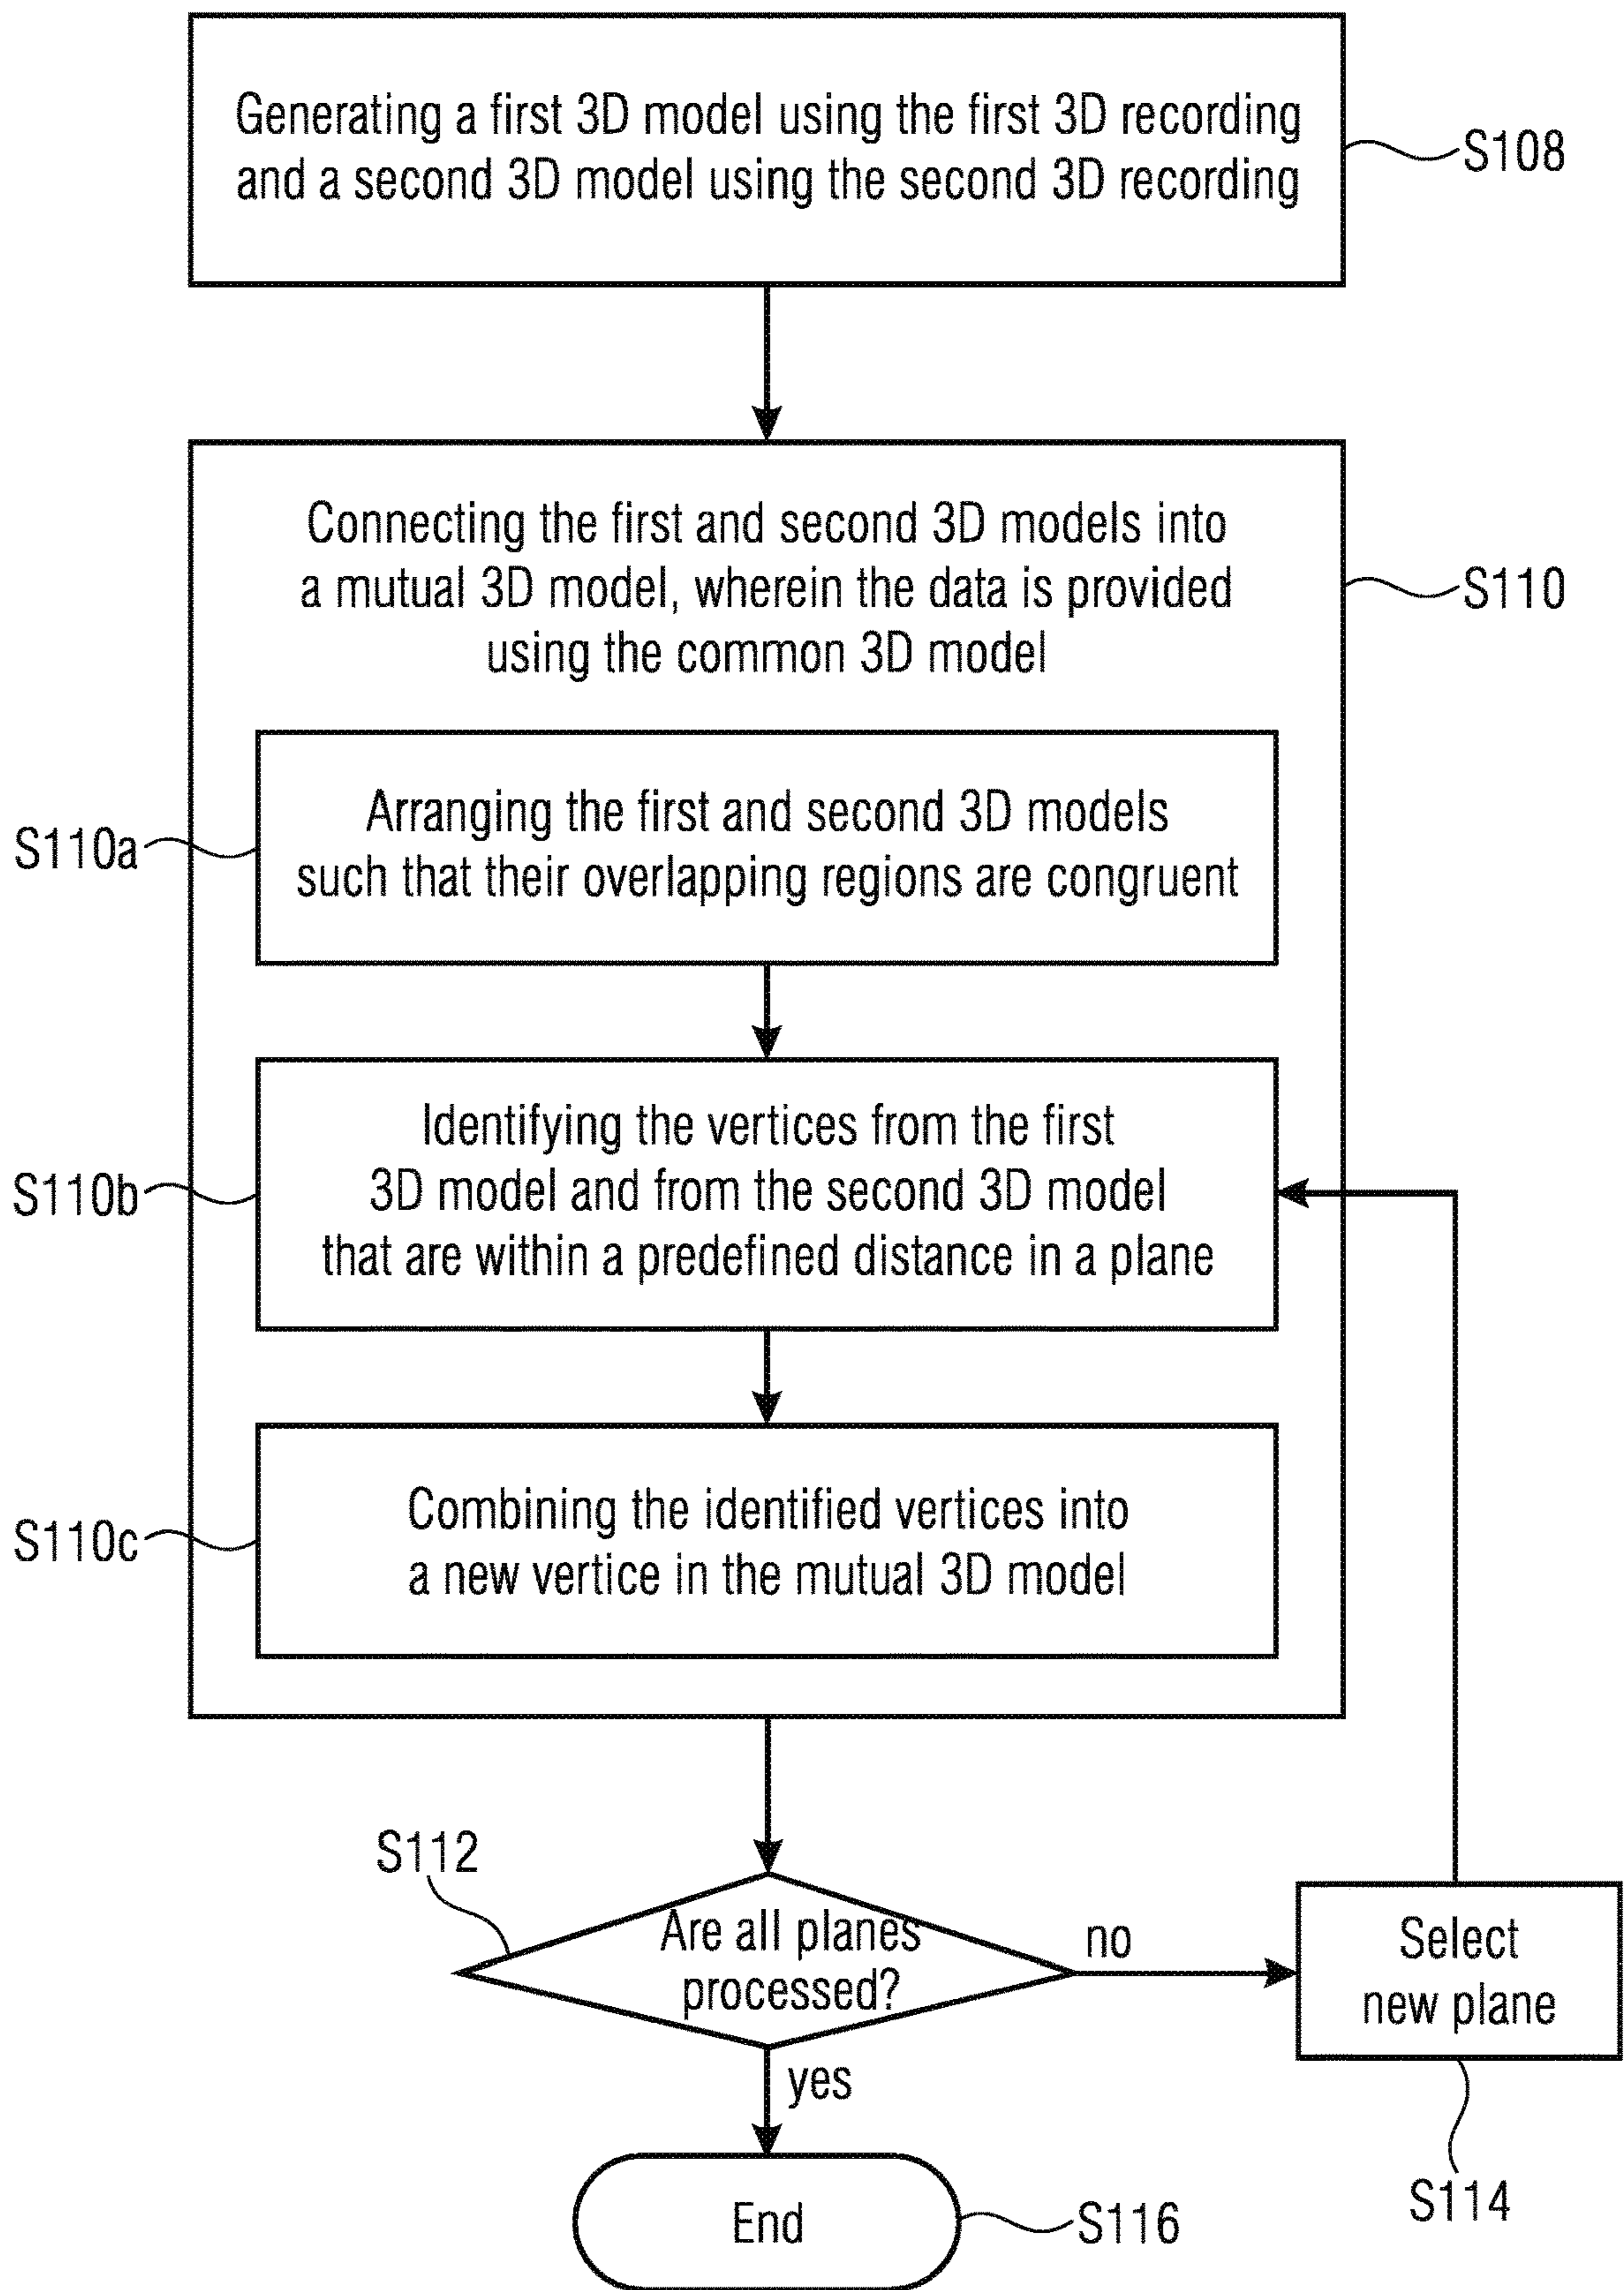 Generating a first 3D model using the first 3D recording
and a second 3D model using the second 3D recording
S108
Connecting the first and second 3D models into
a mutual 3D model, wherein the data is provided
using the common 3D model
S110
Arranging the first and second 3D models
such that their overlapping regions are congruent
S110a
Identifying the vertices from the first
3D model and from the second 3D model
that are within a predefined distance in a plane
S110b
Combining the identified vertices into
a new vertice in the mutual 3D model
S110c
S112
Are all planes
processed?
no
Select
new plane
S114
yes
End
S116